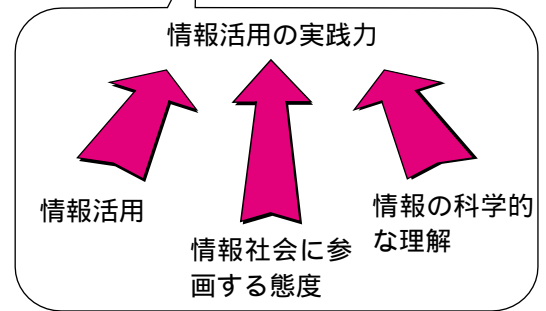 情報活用の実践力
情報活用
情報社会に参
画する態度
情報の科学的
な理解